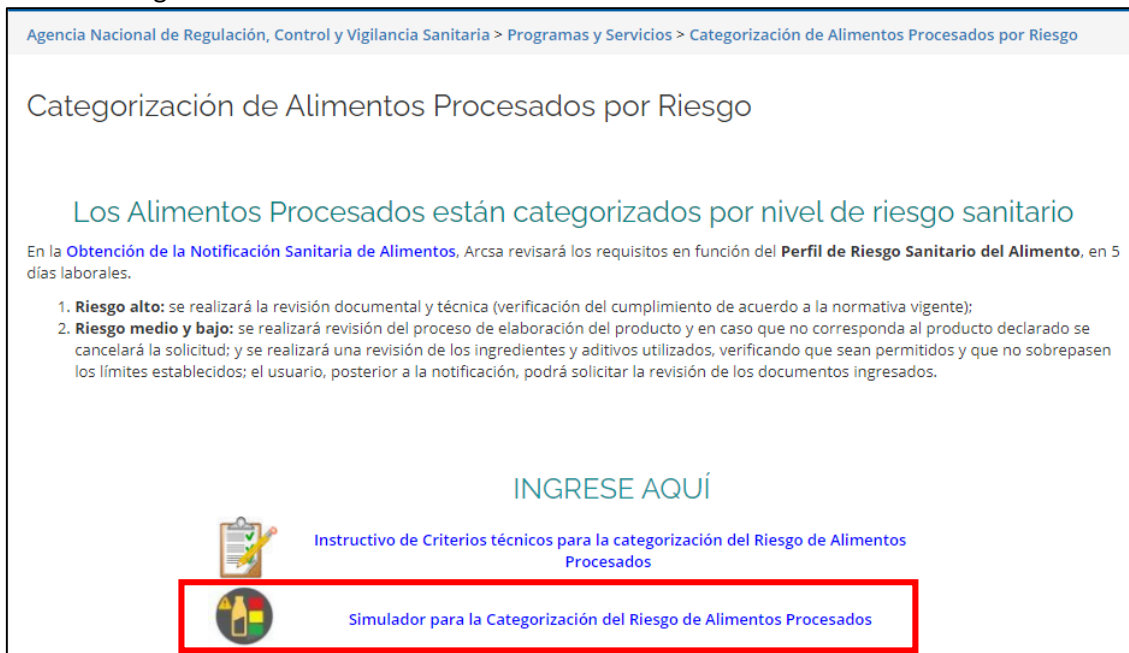 Agencia Nacional de Regulación, Control y Vigilancia Sanitaria > Programas y Servicios > Categorización de Alimentos Procesados por Riesgo
Categorización de Alimentos Procesados por Riesgo
Los Alimentos Procesados están categorizados por nivel de riesgo sanitario
En la Obtención de la Notificación Sanitaria de Alimentos, Arcsa revisará los requisitos en función del Perfil de Riesgo Sanitario del Alimento, en 5
días laborales.
1. Riesgo alto: se realizará la revisión documental y técnica (verificación del cumplimiento de acuerdo a la normativa vigente);
2. Riesgo medio y bajo: se realizará revisión del proceso de elaboración del producto y en caso que no corresponda al producto declarado se
cancelará la solicitud; y se realizará una revisión de los ingredientes y aditivos utilizados, verificando que sean permitidos y que no sobrepasen
los límites establecidos; el usuario, posterior a la notificación, podrá solicitar la revisión de los documentos ingresados.
INGRESE AQUÍ
Instructivo de Criterios técnicos para la categorización del Riesgo de Alimentos
Procesados
Simulador para la Categorización del Riesgo de Alimentos Procesados